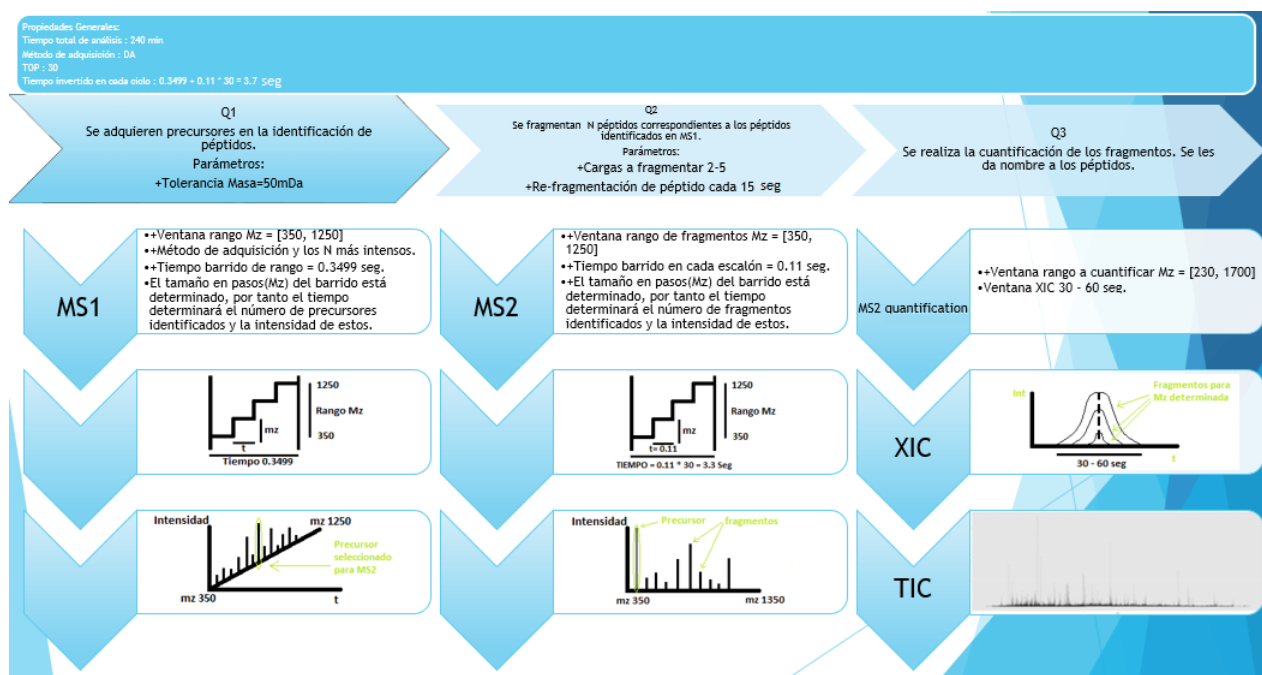 Propiedades Generales:
Tiempo total de análisis : 240 min
Método de adquisición : DA
TOP : 30
Tiempo invertido en cada ciclo : 0.3499 + 0.11 * 30 = 3.7 seg
Q1
Se adquieren precursores en la identificación de
péptidos.
Parámetros:
+Tolerancia Masa=50mDa
Q2
Se fragmentan N péptidos correspondientes a los péptidos
identificados en MS1.
Parámetros:
+Cargas a fragmentar 2-5
+Re-fragmentación de péptido cada 15 seg
Q3
Se realiza la cuantificación de los fragmentos. Se les
da nombre a los péptidos.
MS1
•+Ventana rango Mz = [350, 1250]
•+Método de adquisición y los N más intensos.
•+Tiempo barrido de rango = 0.3499 seg.
•El tamaño en pasos(Mz) del barrido está
determinado, por tanto el tiempo
determinará el número de precursores
identificados y la intensidad de estos.
MS2
•+Ventana rango de fragmentos Mz = [350,
1250]
•+Tiempo barrido en cada escalón = 0.11 seg.
•+El tamaño en pasos(Mz) del barrido está
determinado, por tanto el tiempo
determinará el número de fragmentos
identificados y la intensidad de estos.
MS2 quantification
•+Ventana rango a cuantificar Mz = [230, 1700]
•Ventana XIC 30 - 60 seg.
1250
Rango Mz
mz
350
t
Tiempo 0.3499
1250
Rango Mz
mz
350
t= 0.11
TIEMPO = 0.11 * 30 = 3.3 Seg
XIC
Int
Fragmentos para
Mz determinada
t
30 - 60 seg
Intensidad
mz 1250
Precursor
seleccionado
para MS2
mz 350
t
Intensidad
Precursor
fragmentos
mz 350
mz 1350
TIC